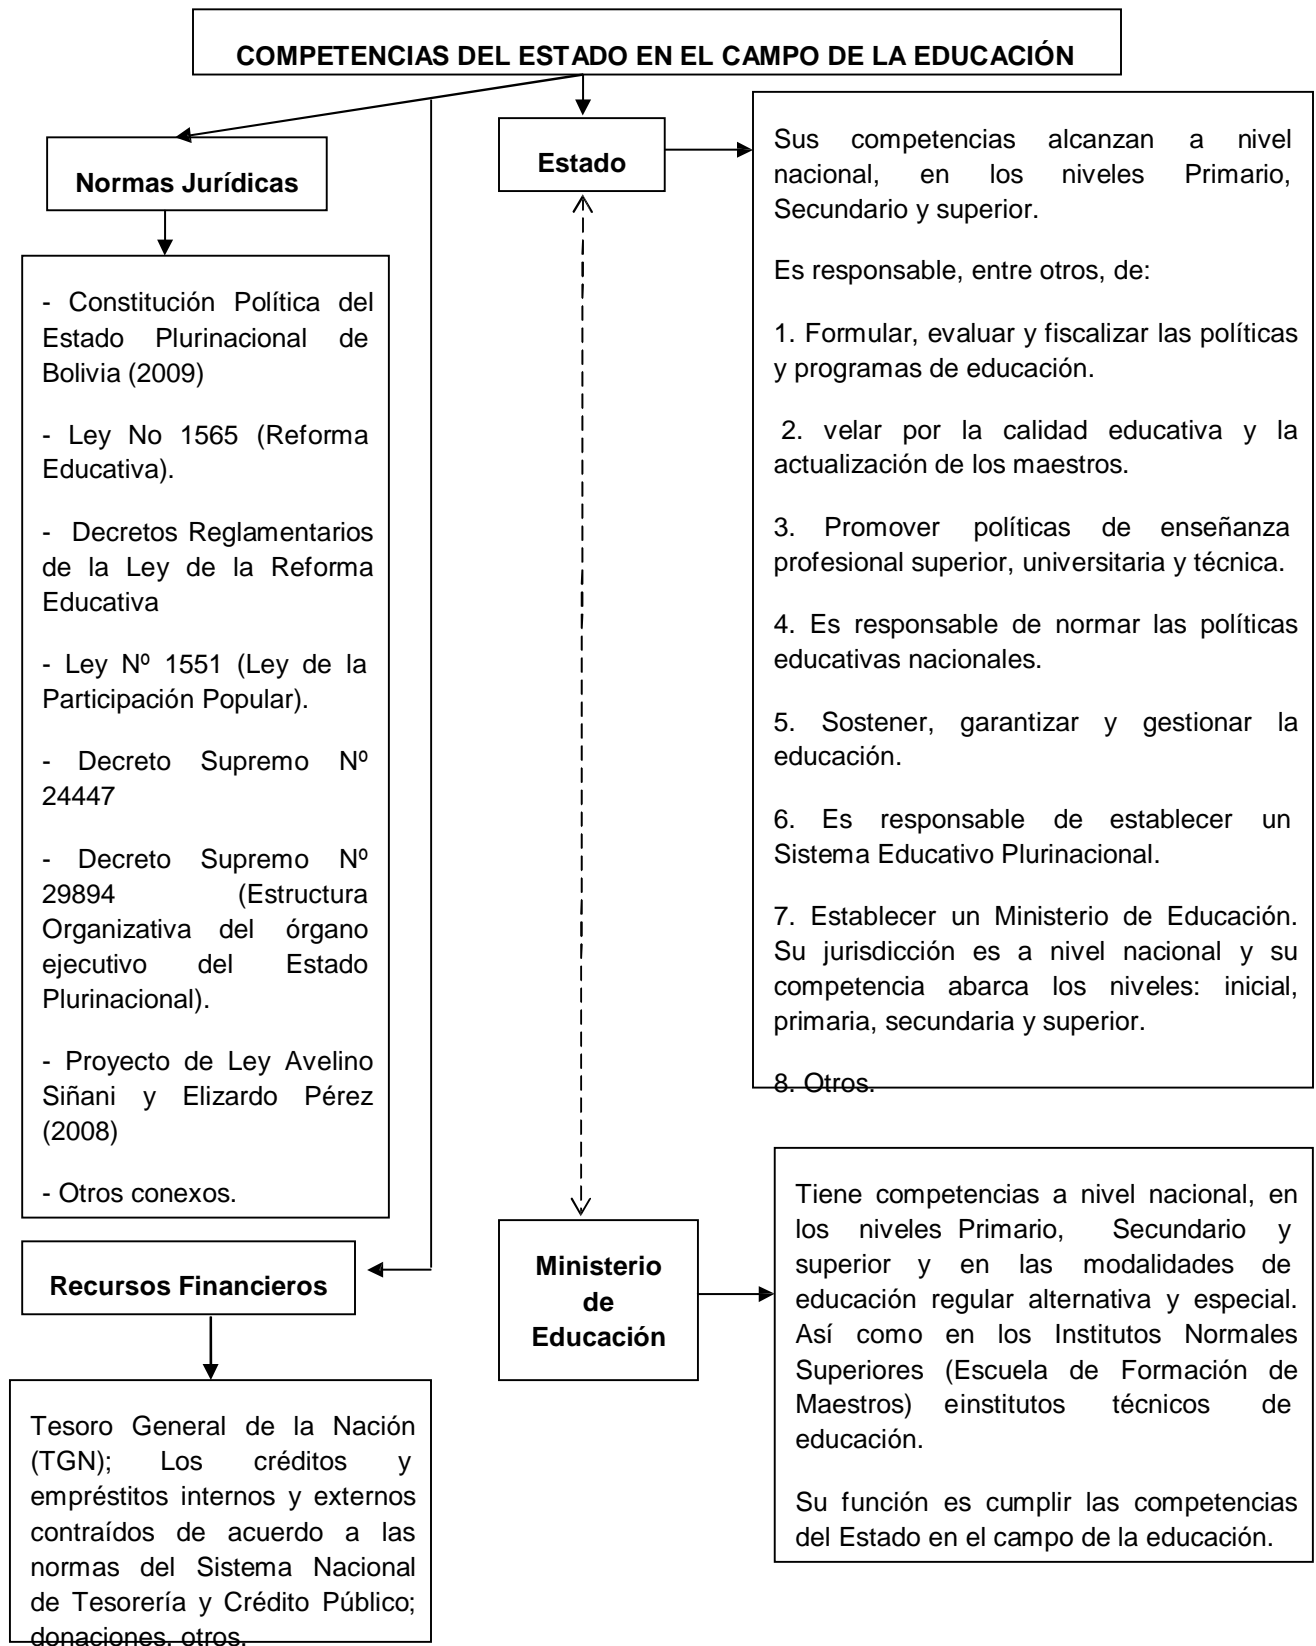 COMPETENCIAS DEL ESTADO EN EL CAMPO DE LA EDUCACIÓN
Normas Jurídicas
- Constitución Política del
Estado Plurinacional de
Bolivia (2009)
- Ley No 1565 (Reforma
Educativa).
- Decretos Reglamentarios
de la Ley de la Reforma
Educativa
- Ley Nº 1551 (Ley de la
Participación Popular).
- Decreto Supremo Nº
24447
- Decreto Supremo Nº
29894 (Estructura
Organizativa del órgano
ejecutivo del Estado
Plurinacional).
- Proyecto de Ley Avelino
Siñani y Elizardo Pérez
(2008)
- Otros conexos.
Recursos Financieros
Tesoro General de la Nación
(TGN); Los créditos y
empréstitos internos y externos
contraídos de acuerdo a las
normas del Sistema Nacional
de Tesorería y Crédito Público;
donaciones, otros.
Estado
Sus competencias alcanzan a nivel
nacional, en los niveles Primario,
Secundario y superior.
Es responsable, entre otros, de:
1. Formular, evaluar y fiscalizar las políticas
y programas de educación.
2. velar por la calidad educativa y la
actualización de los maestros.
3. Promover políticas de enseñanza
profesional superior, universitaria y técnica.
4. Es responsable de normar las políticas
educativas nacionales.
5. Sostener, garantizar y gestionar la
educación.
6. Es responsable de establecer un
Sistema Educativo Plurinacional.
7. Establecer un Ministerio de Educación.
Su jurisdicción es a nivel nacional y su
competencia abarca los niveles: inicial,
primaria, secundaria y superior.
8. Otros.
Ministerio
de
Educación
Tiene competencias a nivel nacional, en
los niveles Primario, Secundario y
superior y en las modalidades de
educación regular alternativa y especial.
Así como en los Institutos Normales
Superiores (Escuela de Formación de
Maestros) einstitutos técnicos de
educación.
Su función es cumplir las competencias
del Estado en el campo de la educación.